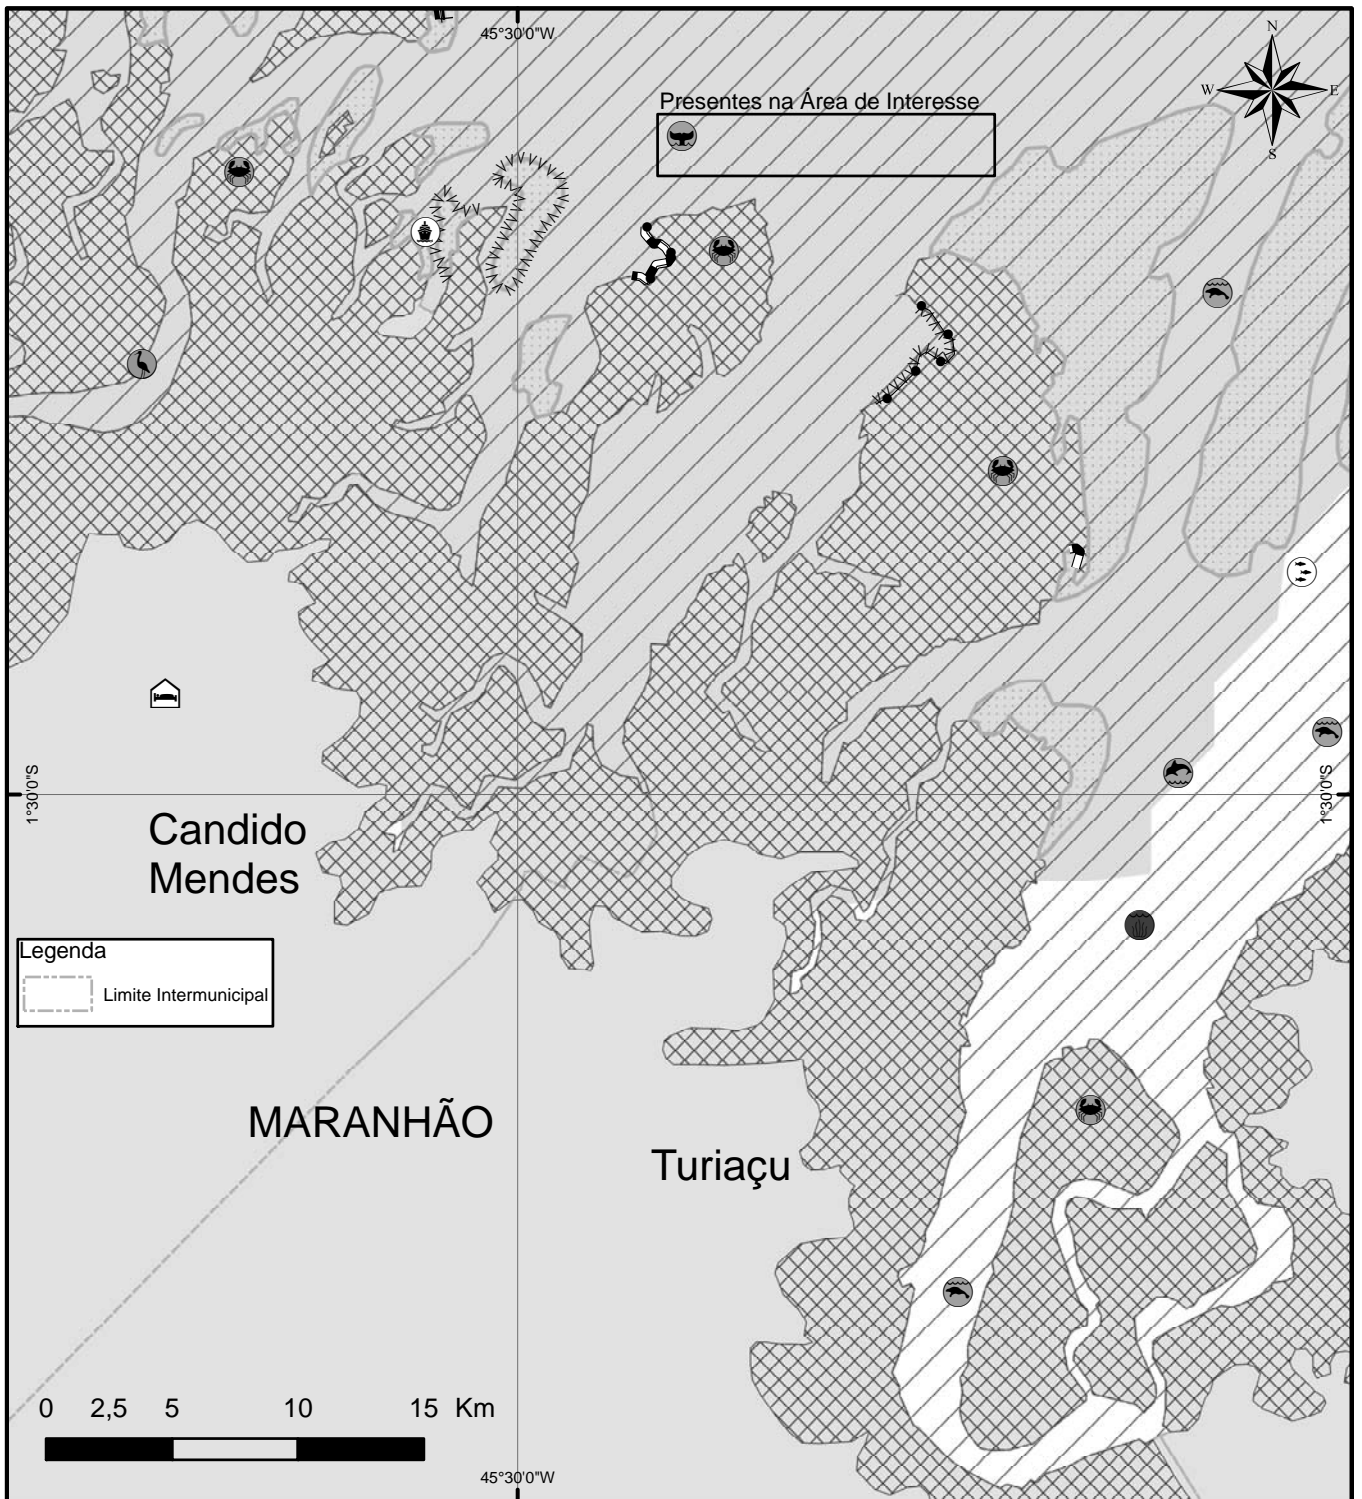 45°30'0"W
N
W E
S
Presentes na Área de Interesse
1°30'0"S
1°30'0"S
Candido
Mendes
Legenda
Limite Intermunicipal
MARANHÃO
Turiaçu
0 2,5 5 10 15 Km
45°30'0"W